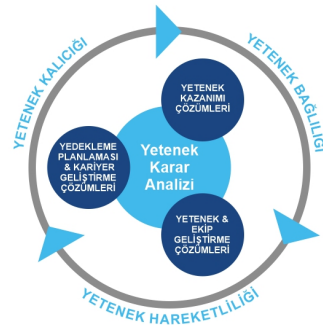 YETENEK KALICIĞI
YETENEK BAĞLILIĞI
YETENEK
KAZANIMI
ÇÖZÜMLERİ
YEDEKLEME
PLANLAMASI
& KARİYER
GELİŞTİRME
ÇÖZÜMLERİ
Yetenek
Karar
Analizi
YETENEK &
EKİP
GELİŞTİRME
ÇÖZÜMLERİ
YETENEK HAREKETLİLİĞİ